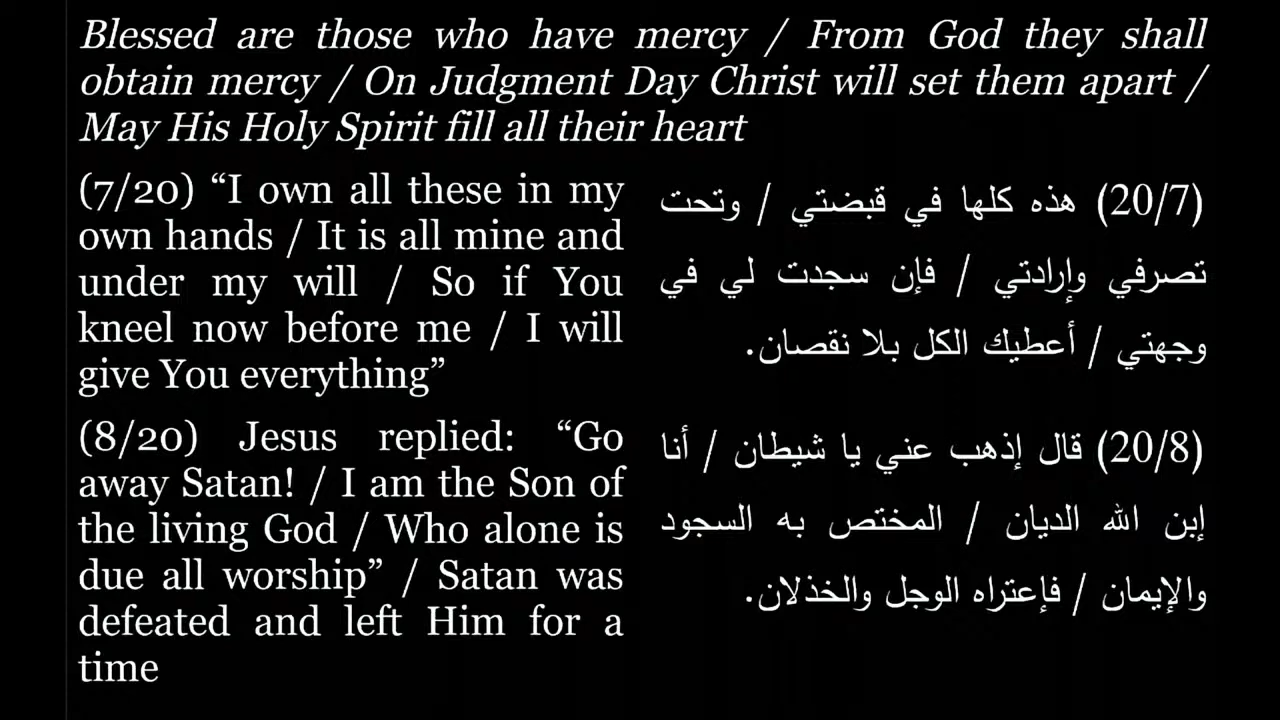 Blessed are those who have mercy / From God they shall
obtain mercy / On Judgment Day Christ will set them apart /
May His Holy Spirit fill all their heart
(7/20) “I own all these in my
own hands / It is all mine and
under my will / So if You
kneel now before me / I will
give You everything”
(20/7) هذه كلها في قبضتي / وتحت
تصرفي وإرادتي / فإن سجدت لي في
وجهتي / أعطيك الكل بلا نقصان.
(8/20) Jesus replied: “Go
away Satan! / I am the Son of
the living God / Who alone is
due all worship” / Satan was
defeated and left Him for a
time
(20/8) قال إذهب عني يا شيطان / أنا
إبن الله الديان / المختص به السجود
والإيمان / فإعتراه الوجل والخذلان.